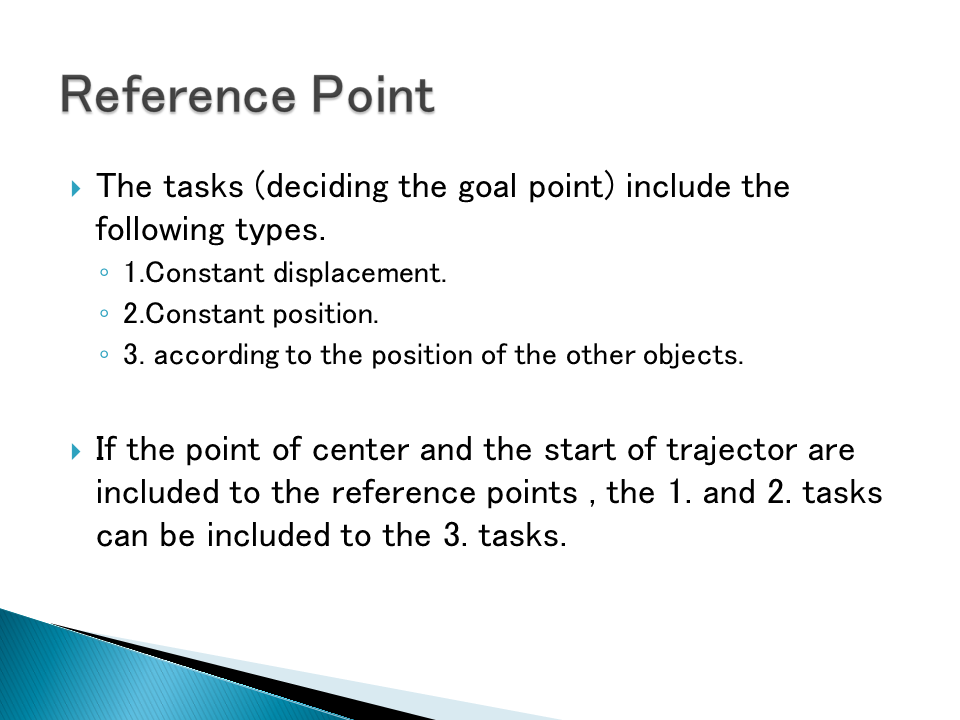 Reference Point
The tasks (deciding the goal point) include the
following types.
1.Constant displacement.
2.Constant position.
3. according to the position of the other objects.
If the point of center and the start of trajector are
included to the reference points , the 1. and 2. tasks
can be included to the 3. tasks.